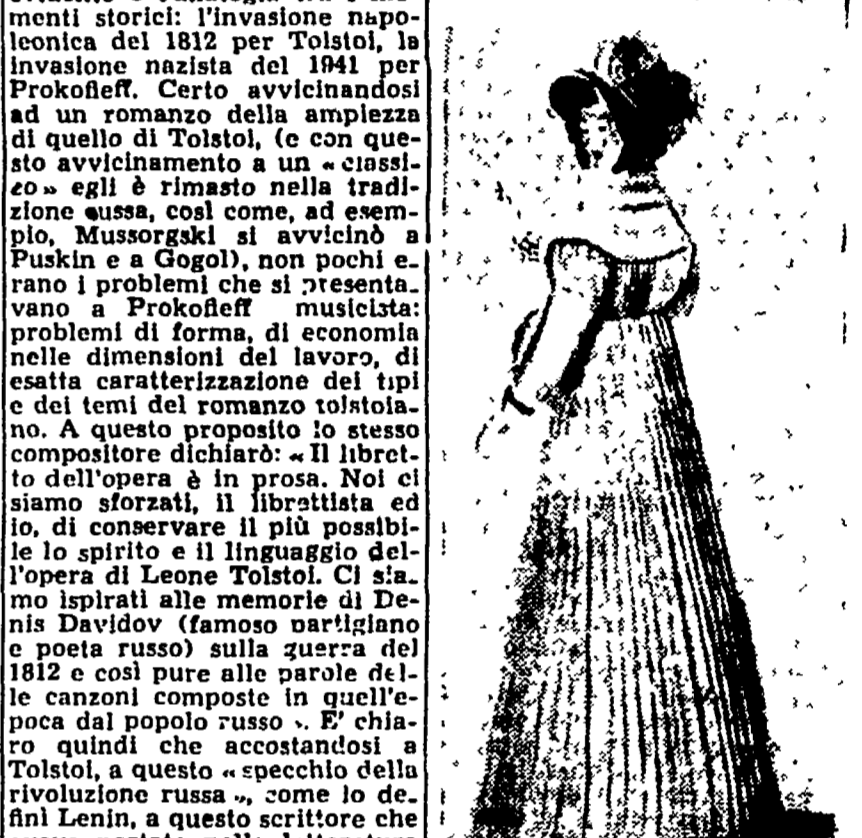 menti storici: l'invasione napo-
leonica del 1812 per Tolstoi, la
invasione nazista del 1941 per
Prokofieff. Certo avvicinandosi
ad un romanzo della ampiezza
di quello di Tolstoi, (e con que-
sto avvicinamento a un « classi-
co » egli è rimasto nella tradi-
zione russa, così come, ad esem-
pio, Mussorgski si avvicinò a
Puskin e a Gogol), non pochi e-
rano i problemi che si presenta-
vano a Prokofieff musicista:
problemi di forma, di economia
nelle dimensioni del lavoro, di
esatta caratterizzazione dei tipi
e dei temi del romanzo tolstoia-
no. A questo proposito lo stesso
compositore dichiarò: « Il libret-
to dell'opera è in prosa. Noi ci
siamo sforzati, il librettista ed
io, di conservare il più possibi-
le lo spirito e il linguaggio del-
l'opera di Leone Tolstoi. Ci sia-
mo ispirati alle memorie di De-
nis Davidov (famoso partigiano
e poeta russo) sulla guerra del
1812 e così pure alle parole del-
le canzoni composte in quell'e-
poca dal popolo russo ». E' chia-
ro quindi che accostandosi a
Tolstoi, a questo « specchio della
rivoluzione russa », come lo de-
finì Lenin, a questo scrittore che